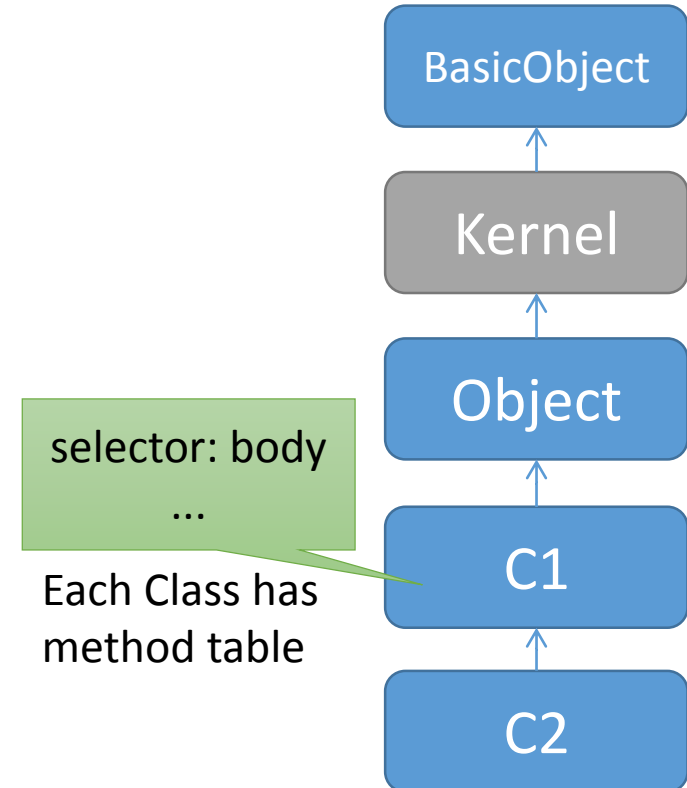 BasicObject
Kernel
Object
selector: body
...
C1
Each Class has
method table
C2